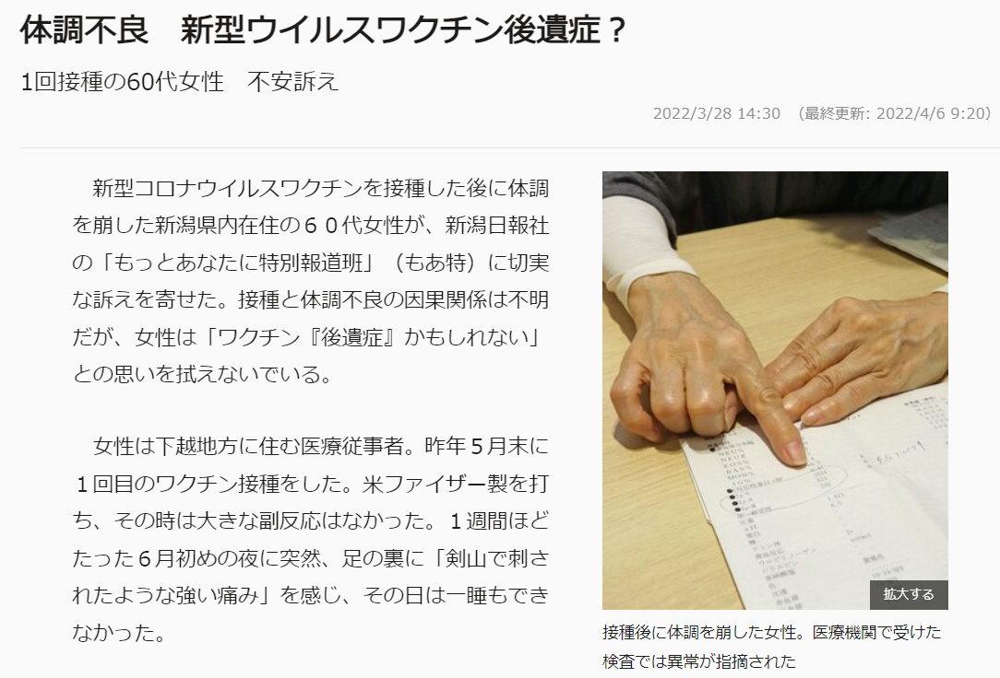 体調不良　新型ウイルスワクチン後遺症？
1回接種の60代女性　不安訴え
2022/3/28 14:30　（最終更新: 2022/4/6 9:20）
　新型コロナウイルスワクチンを接種した後に体調
を崩した新潟県内在住の６０代女性が、新潟日報社
の「もっとあなたに特別報道班」（もあ特）に切実
な訴えを寄せた。接種と体調不良の因果関係は不明
だが、女性は「ワクチン『後遺症』かもしれない」
との思いを拭えないでいる。
　女性は下越地方に住む医療従事者。昨年５月末に
１回目のワクチン接種をした。米ファイザー製を打
ち、その時は大きな副反応はなかった。１週間ほど
たった６月初めの夜に突然、足の裏に「剣山で刺さ
れたような強い痛み」を感じ、その日は一睡もでき
なかった。
NEU%
EOS%
BAS%
MON%
拡大する
接種後に体調を崩した女性。医療機関で受けた
検査では異常が指摘された